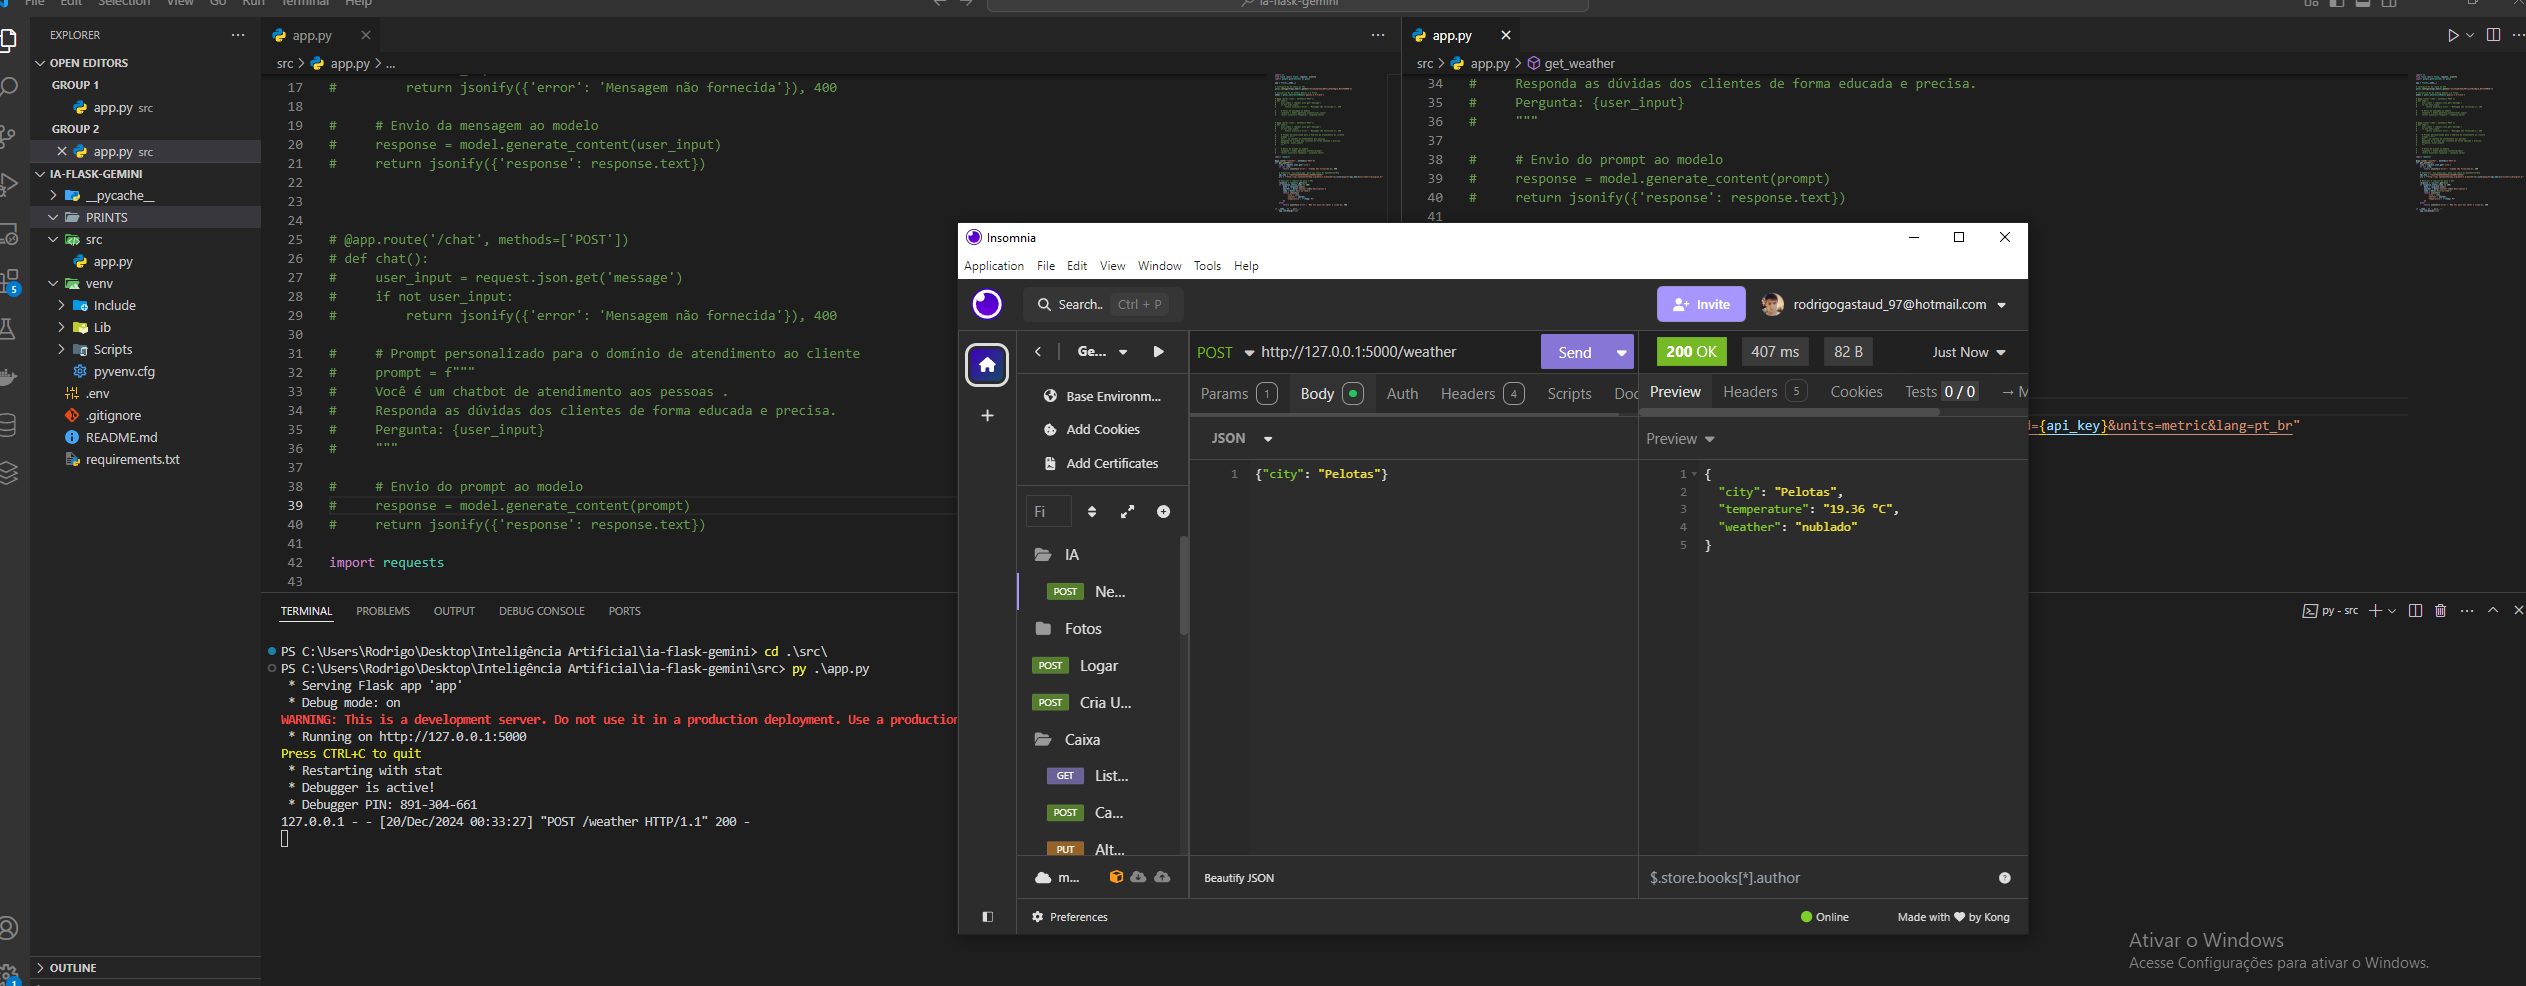 File Edit Selection View Go Run Terminal Help
ia-flask-gemini
EXPLORER
OPEN EDITORS
GROUP 1
app.py src
GROUP 2
app.py src
IA-FLASK-GEMINI
__pycache__
PRINTS
src
app.py
venv
Include
Lib
Scripts
pyvenv.cfg
.env
.gitignore
README.md
requirements.txt
OUTLINE
5
1
app.py
src > app.py > ...
17 #         return jsonify({'error': 'Mensagem não fornecida'}), 400
18
19 #     # Envio da mensagem ao modelo
20 #     response = model.generate_content(user_input)
21 #     return jsonify({'response': response.text})
22
23
24
25 # @app.route('/chat', methods=['POST'])
26 # def chat():
27 #     user_input = request.json.get('message')
28 #     if not user_input:
29 #         return jsonify({'error': 'Mensagem não fornecida'}), 400
30
31 #     # Prompt personalizado para o domínio de atendimento ao cliente
32 #     prompt = f"""
33 #     Você é um chatbot de atendimento aos pessoas .
34 #     Responda as dúvidas dos clientes de forma educada e precisa.
35 #     Pergunta: {user_input}
36 #     """
37
38 #     # Envio do prompt ao modelo
39 #     response = model.generate_content(prompt)
40 #     return jsonify({'response': response.text})
41
42 import requests
43
app.py
src > app.py > get_weather
34 #     Responda as dúvidas dos clientes de forma educada e precisa.
35 #     Pergunta: {user_input}
36 #     """
37
38 #     # Envio do prompt ao modelo
39 #     response = model.generate_content(prompt)
40 #     return jsonify({'response': response.text})
41
={api_key}&units=metric&lang=pt_br"
TERMINAL PROBLEMS OUTPUT DEBUG CONSOLE PORTS
py - src
PS C:\Users\Rodrigo\Desktop\Inteligência Artificial\ia-flask-gemini> cd .\src\
PS C:\Users\Rodrigo\Desktop\Inteligência Artificial\ia-flask-gemini\src> py .\app.py
* Serving Flask app 'app'
* Debug mode: on
WARNING: This is a development server. Do not use it in a production deployment. Use a production
* Running on http://127.0.0.1:5000
Press CTRL+C to quit
* Restarting with stat
* Debugger is active!
* Debugger PIN: 891-304-661
127.0.0.1 - - [20/Dec/2024 00:33:27] "POST /weather HTTP/1.1" 200 -
Insomnia
Application File Edit View Window Tools Help
Search.. Ctrl + P
Invite
rodrigogastaud_97@hotmail.com
Ge...
Base Environm...
Add Cookies
Add Certificates
Fi
IA
POST Ne...
Fotos
POST Logar
POST Cria U...
Caixa
GET List...
POST Ca...
PUT Alt...
m...
Preferences
POST http://127.0.0.1:5000/weather
Send
Params 1 Body Auth Headers 4 Scripts Doc
JSON
1 {"city": "Pelotas"}
Beautify JSON
200 OK 407 ms 82 B Just Now
Preview Headers 5 Cookies Tests 0 / 0 → M
Preview
1 {
2   "city": "Pelotas",
3   "temperature": "19.36 ºC",
4   "weather": "nublado"
5 }
$.store.books[*].author
Online
Made with ♥ by Kong
Ativar o Windows
Acesse Configurações para ativar o Windows.